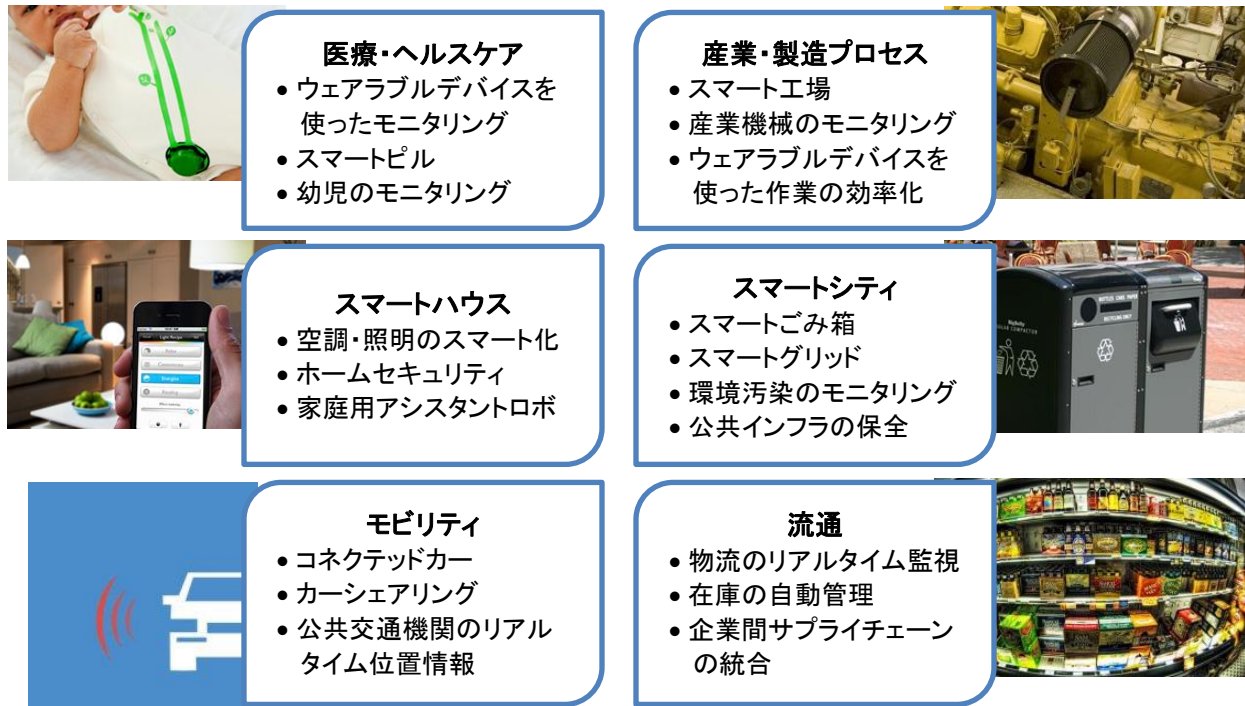 医療・ヘルスケア
• ウェアラブルデバイスを
使ったモニタリング
• スマートピル
• 幼児のモニタリング
産業・製造プロセス
• スマート工場
• 産業機械のモニタリング
• ウェアラブルデバイスを
使った作業の効率化
スマートハウス
• 空調・照明のスマート化
• ホームセキュリティ
• 家庭用アシスタントロボ
スマートシティ
• スマートごみ箱
• スマートグリッド
• 環境汚染のモニタリング
• 公共インフラの保全
BOTTLES CANS PAPER
RECYCLING ONLY
BigBelly
SOLAR COMPACTOR
モビリティ
• コネクテッドカー
• カーシェアリング
• 公共交通機関のリアル
タイム位置情報
流通
• 物流のリアルタイム監視
• 在庫の自動管理
• 企業間サプライチェーン
の統合